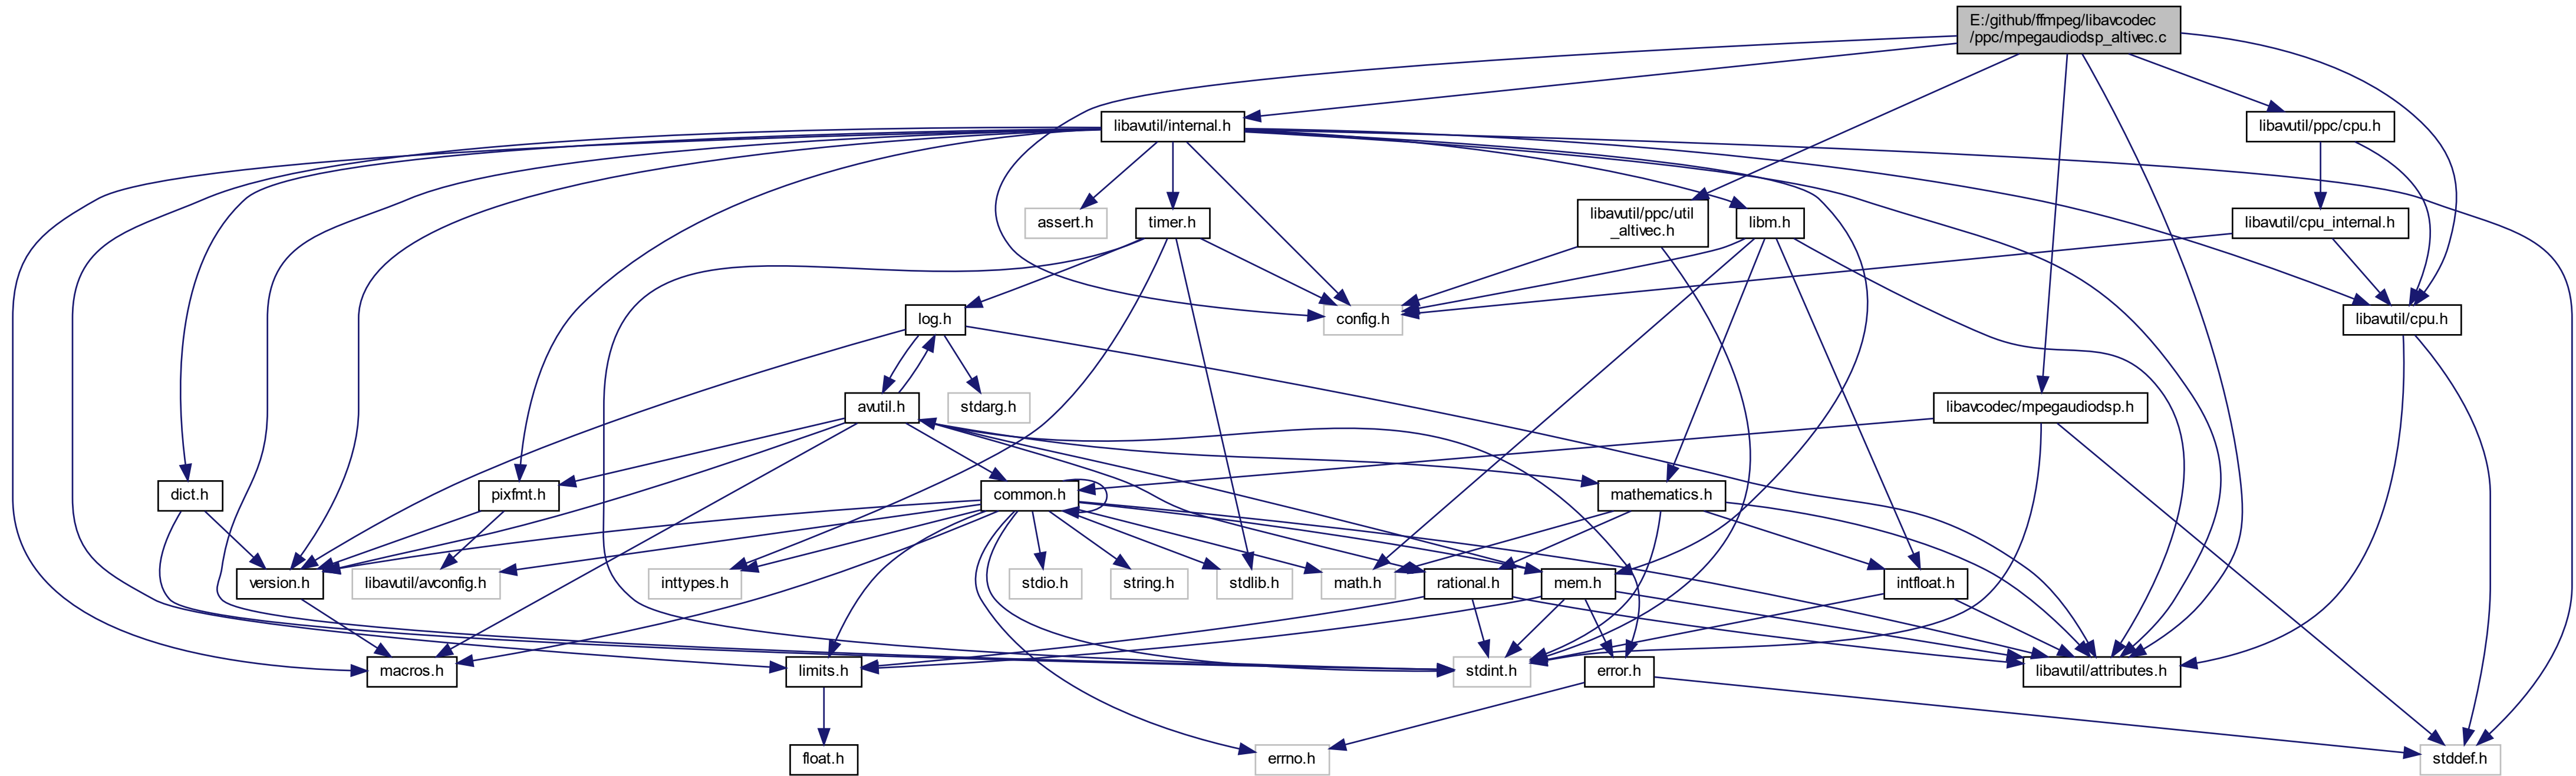 E:/github/ffmpeg/libavcodec
/ppc/mpegaudiodsp_altivec.c
libavutil/internal.h
libavutil/ppc/cpu.h
assert.h
timer.h
libavutil/ppc/util
_altivec.h
libm.h
libavutil/cpu_internal.h
log.h
config.h
libavutil/cpu.h
avutil.h
stdarg.h
libavcodec/mpegaudiodsp.h
dict.h
pixfmt.h
common.h
mathematics.h
version.h
libavutil/avconfig.h
inttypes.h
stdio.h
string.h
stdlib.h
math.h
rational.h
mem.h
intfloat.h
macros.h
limits.h
stdint.h
error.h
libavutil/attributes.h
float.h
errno.h
stddef.h